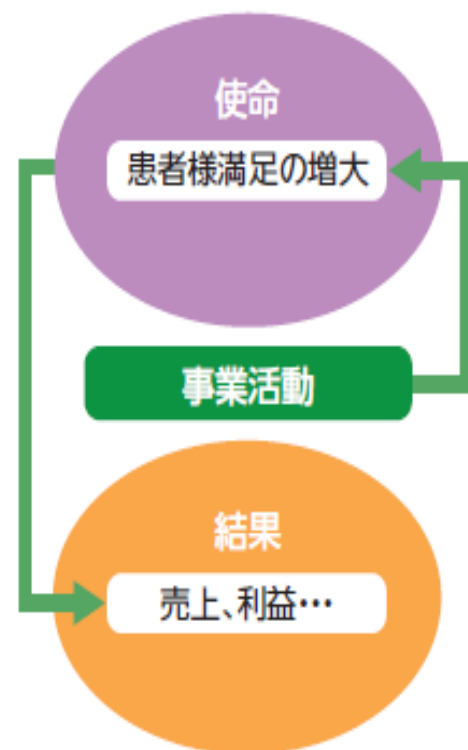 使命
患者様満足の増大
事業活動
結果
売上、利益…